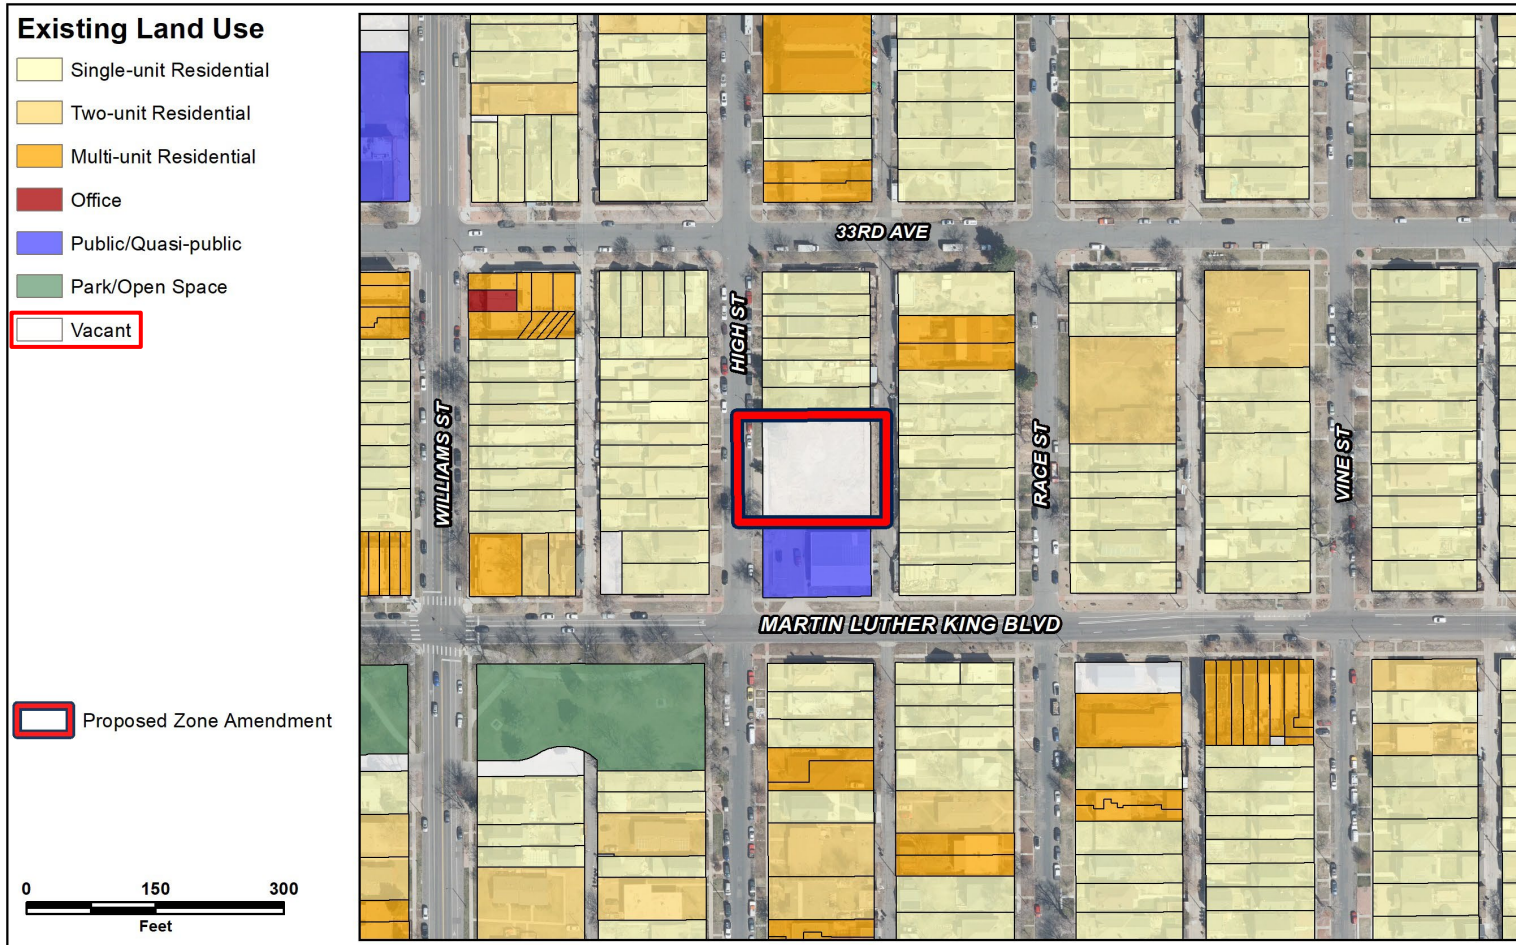 Existing Land Use
Single-unit Residential
Two-unit Residential
Multi-unit Residential
Office
Public/Quasi-public
Park/Open Space
Vacant
Proposed Zone Amendment
0 150 300
Feet
33RD AVE
HIGH ST
WILLIAMS ST
RACE ST
VINE ST
MARTIN LUTHER KING BLVD